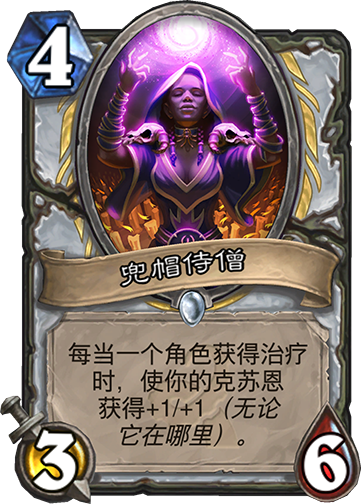 4
兜帽侍僧
每当一个角色获得治疗
时，使你的克苏恩
获得+1/+1（无论
它在哪里）。
3
6